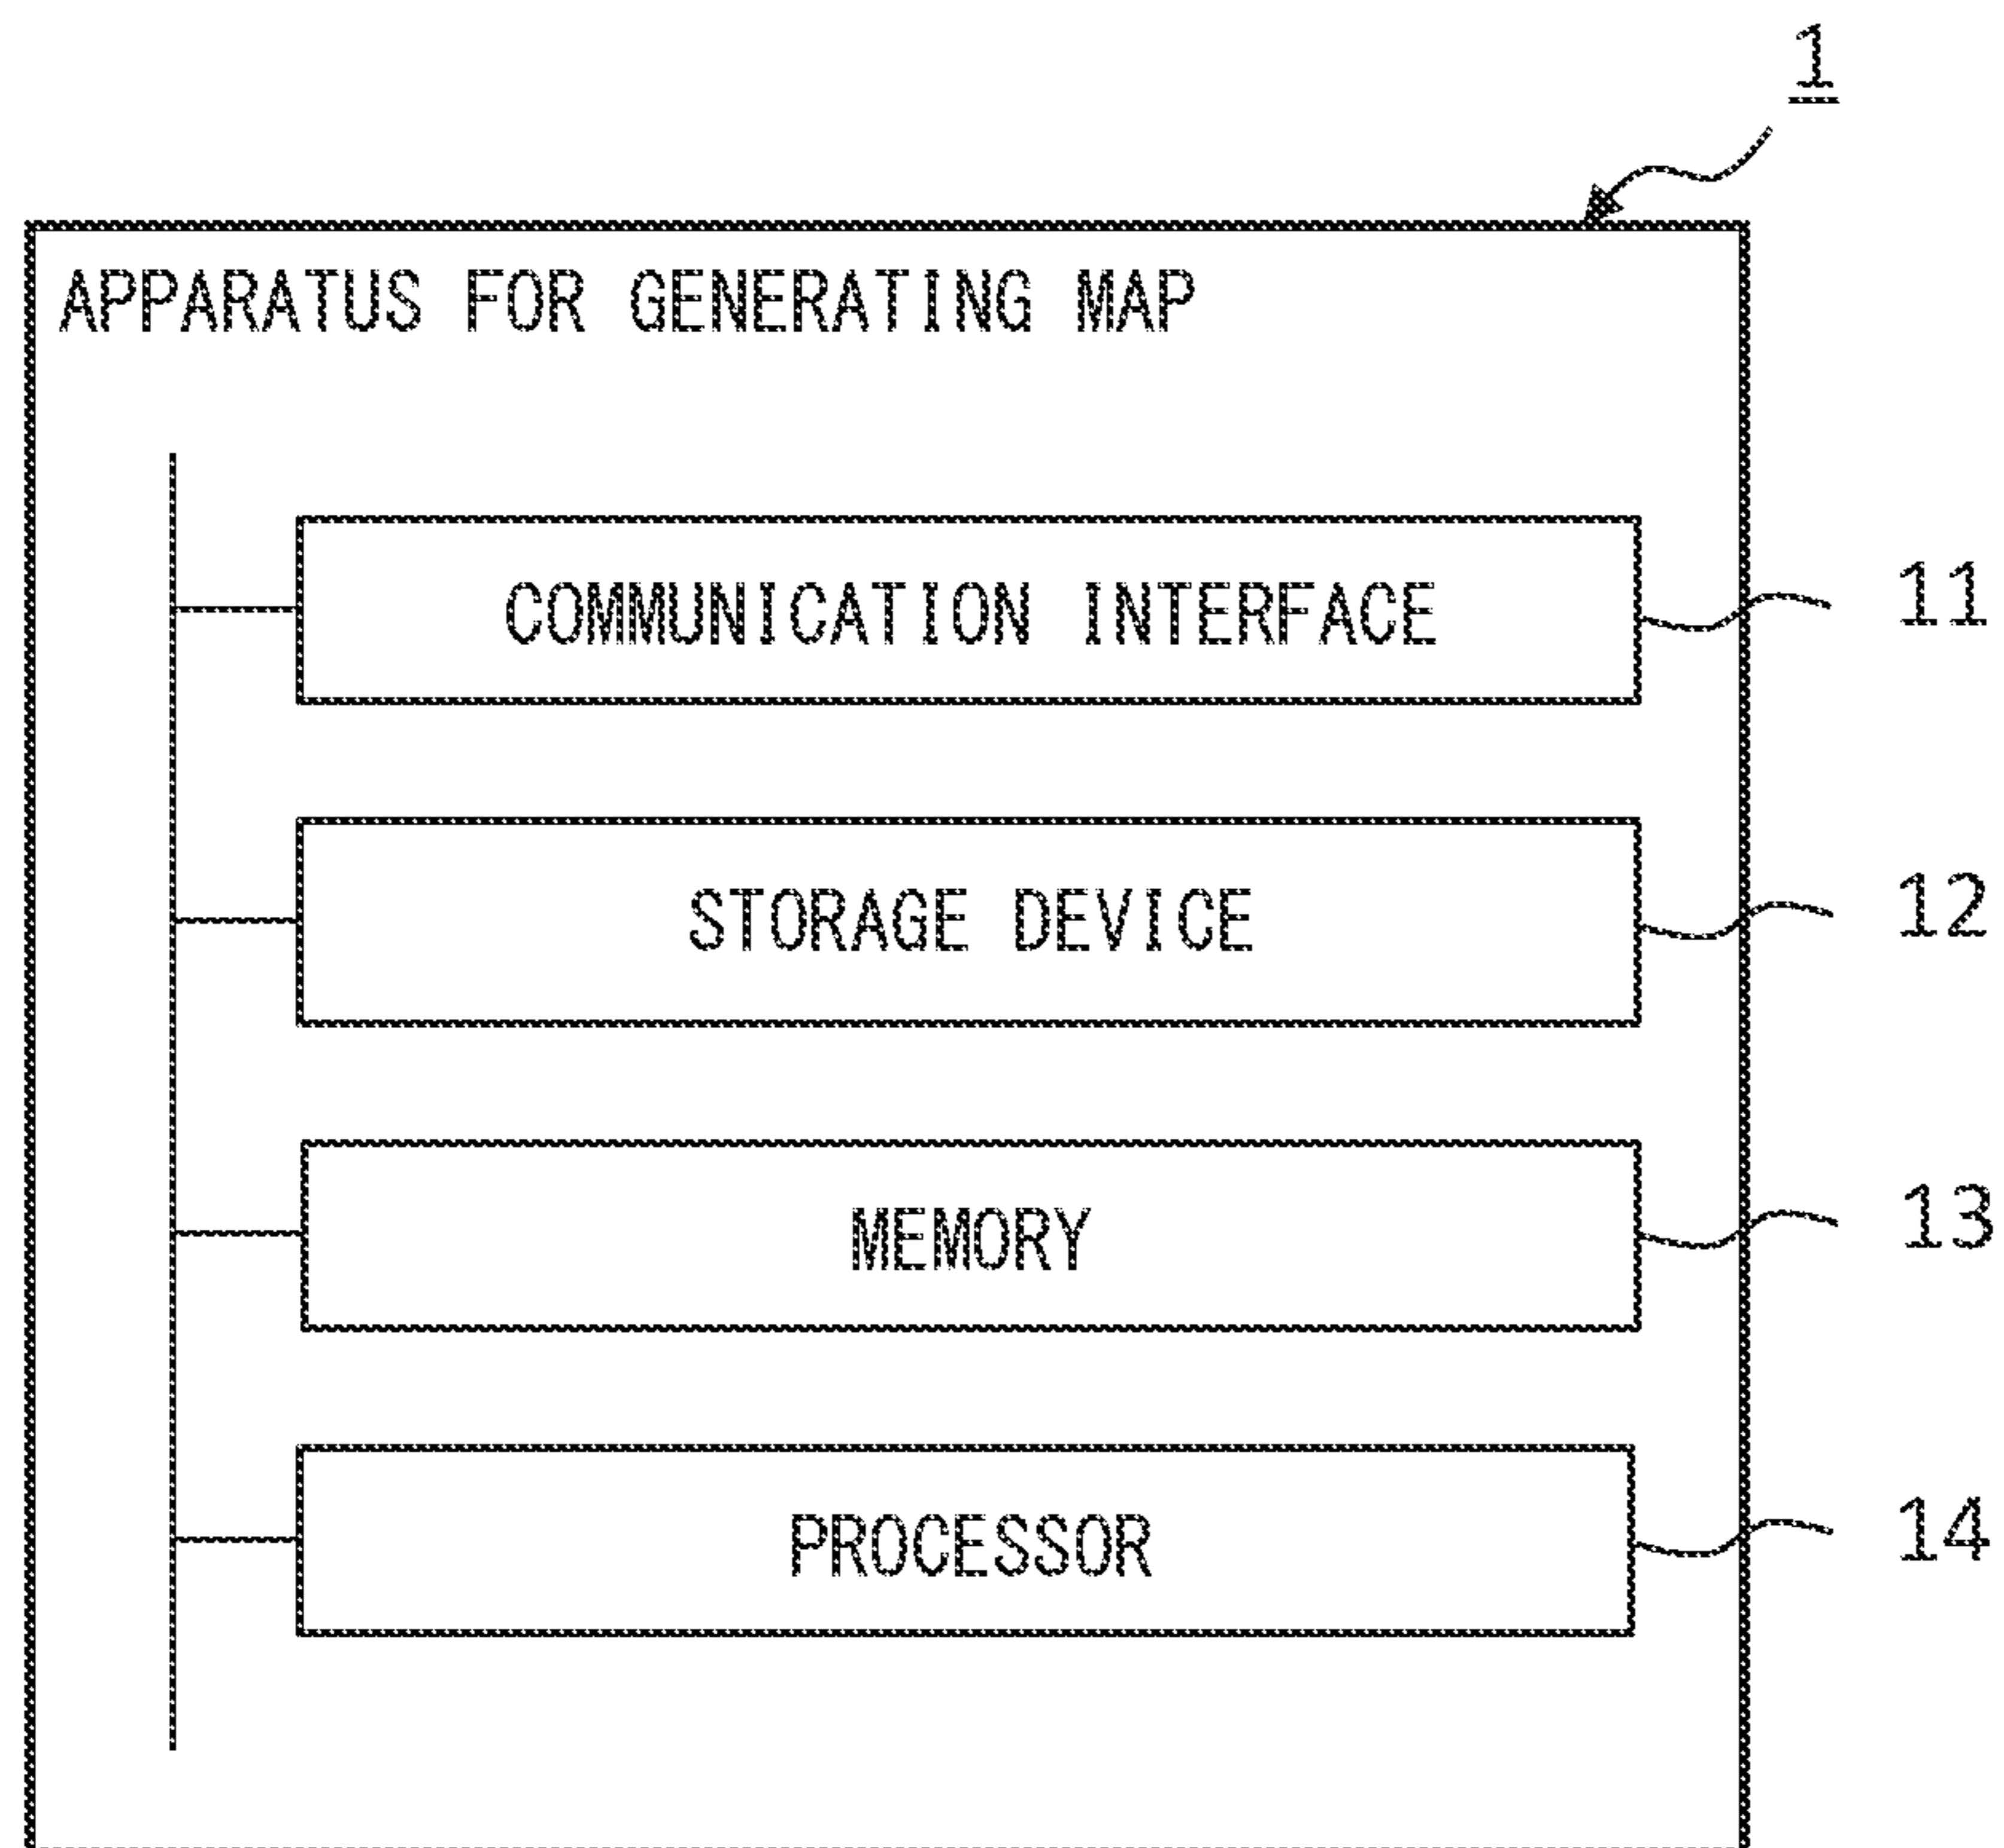 1
APPARATUS FOR GENERATING MAP
COMMUNICATION INTERFACE 11
STORAGE DEVICE 12
MEMORY 13
PROCESSOR 14